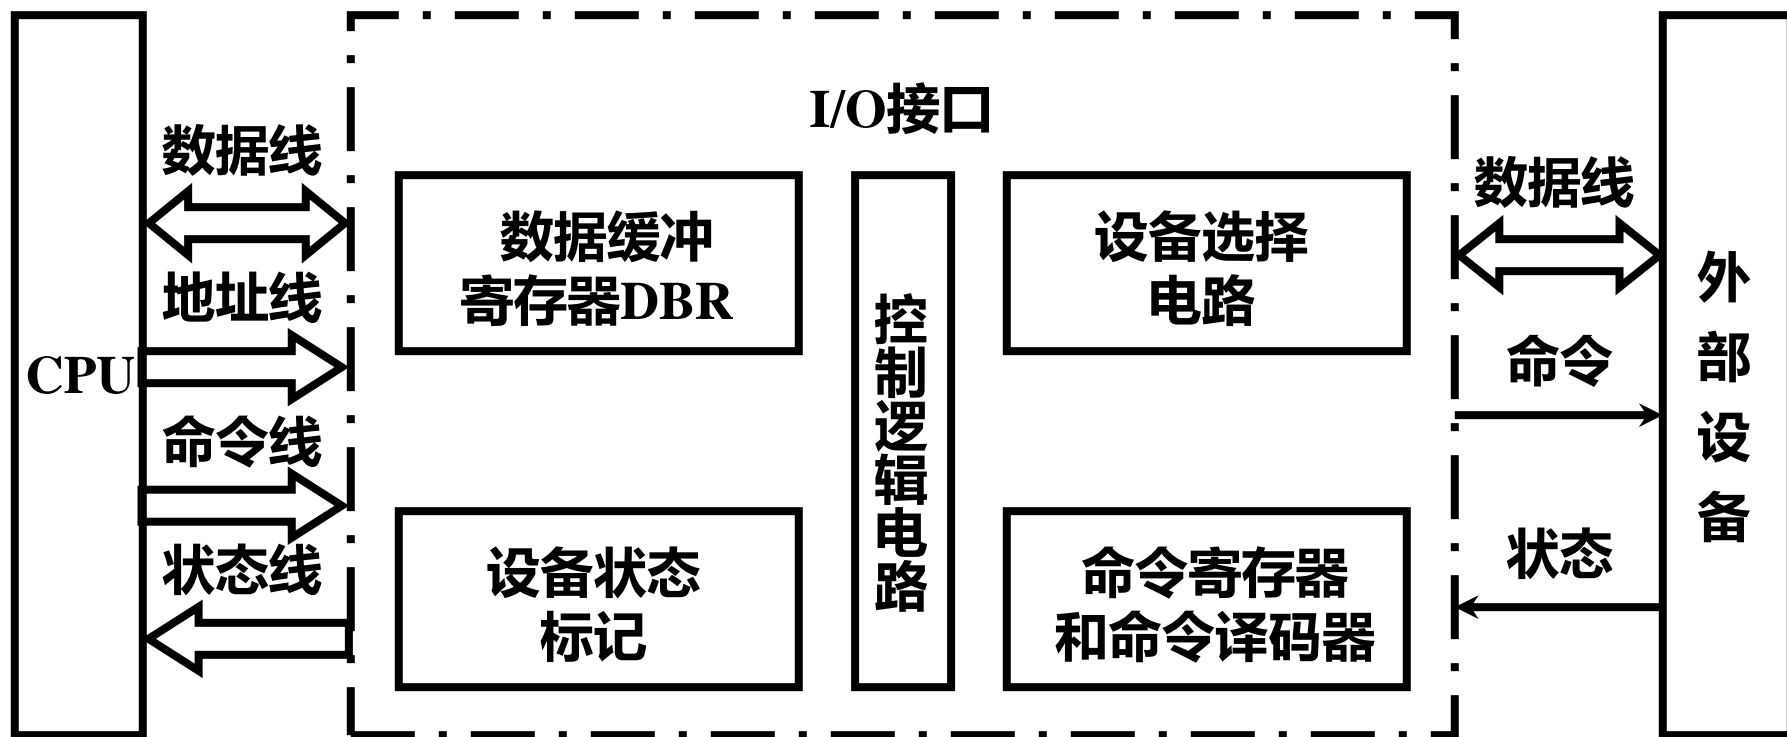 I/O接口
数据线
地址线
CPU
命令线
状态线
数据缓冲
寄存器DBR
设备状态
标记
控制逻辑电路
设备选择
电路
命令寄存器
和命令译码器
数据线
命令
状态
外部设备